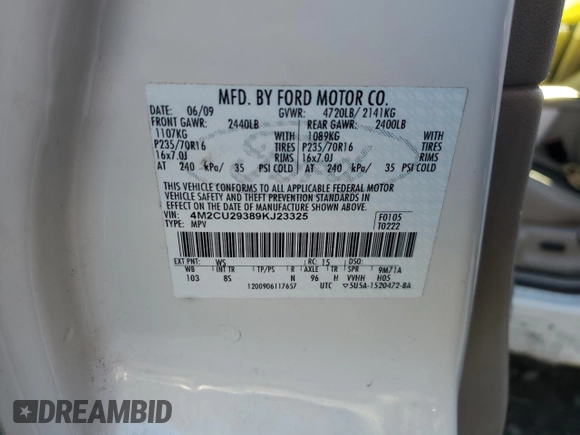 MFD. BY FORD MOTOR CO.
DATE: 06/09 GVWR: 4720LB/ 2141KG
FRONT GAWR: 2440LB REAR GAWR: 2400LB
1107KG WITH 1089KG WITH
P235/70R16 TIRES P235/70R16 TIRES
16x7.0J RIMS 16x7.0J RIMS
AT 240 kPa/ 35 PSI COLD AT 240 kPa/ 35 PSI COLD
THIS VEHICLE CONFORMS TO ALL APPLICABLE FEDERAL MOTOR
VEHICLE SAFETY AND THEFT PREVENTION STANDARDS IN
EFFECT ON THE DATE OF MANUFACTURE SHOWN ABOVE.
VIN: 4M2CU29389KJ23325 F0105
TYPE: MPV T0222
EXT PNT: WS RC: 15 DSO:
WB INT TR TP/PS R AXLE TR SPR 9M71A
103 8S N 96 H VVHH H05
1200906117657 UTC ▽5U5A-1520472-BA
DREAMBID